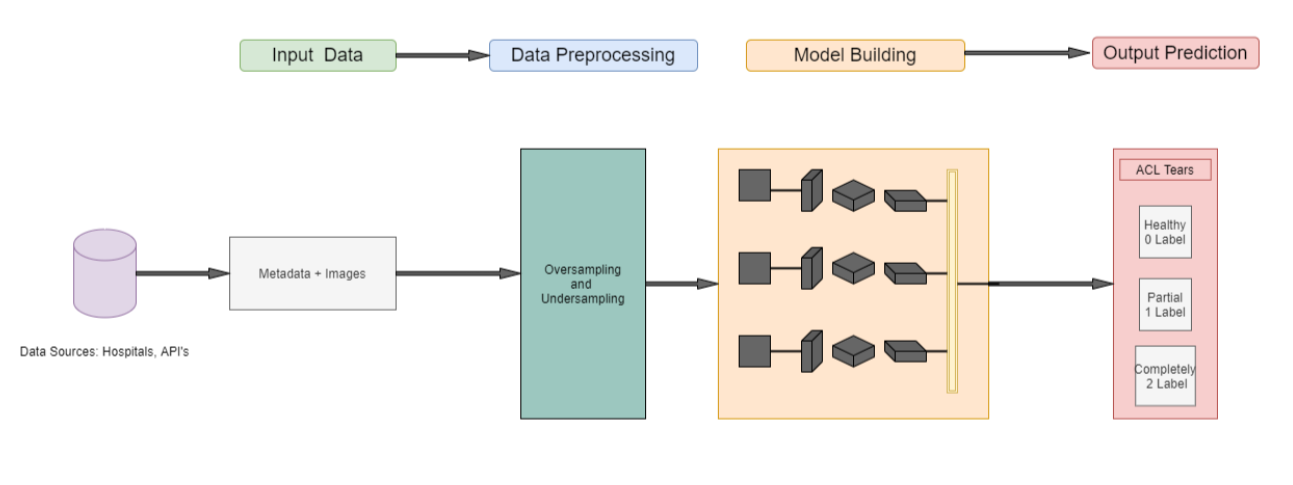 Input Data
Data Preprocessing
Model Building
Output Prediction
ACL Tears
Healthy
0 Label
Metadata + Images
Oversampling
and
Undersampling
Partial
1 Label
Data Sources: Hospitals, API's
Completely
2 Label